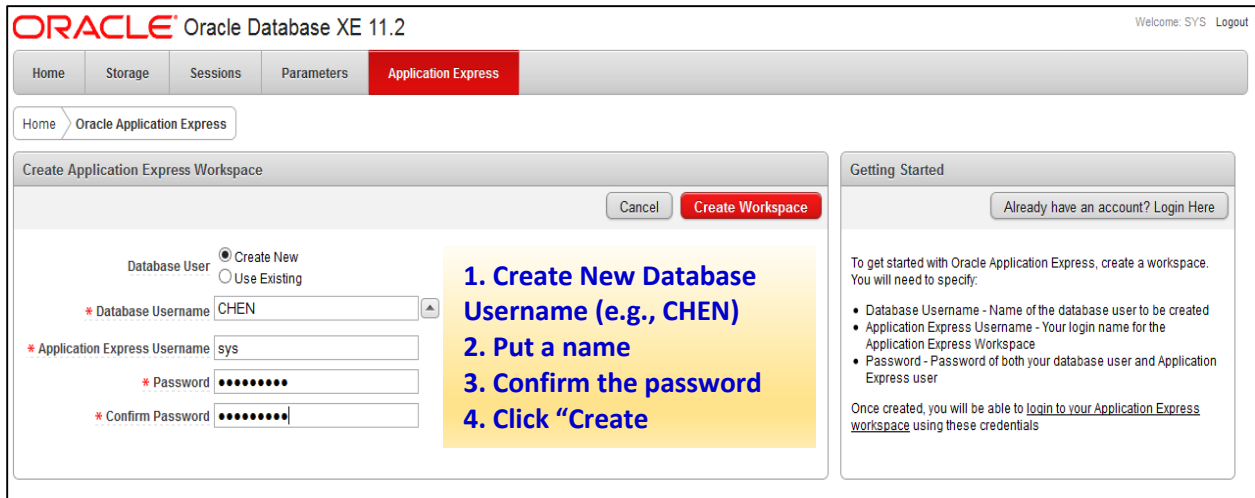 ORACLE® Oracle Database XE 11.2
Welcome: SYS Logout
Home Storage Sessions Parameters Application Express
Home Oracle Application Express
Create Application Express Workspace
Cancel Create Workspace
Database User
Create New
Use Existing
* Database Username CHEN
* Application Express Username sys
* Password •••••••••
* Confirm Password •••••••••
1. Create New Database
Username (e.g., CHEN)
2. Put a name
3. Confirm the password
4. Click “Create
Getting Started
Already have an account? Login Here
To get started with Oracle Application Express, create a workspace.
You will need to specify:
• Database Username - Name of the database user to be created
• Application Express Username - Your login name for the
Application Express Workspace
• Password - Password of both your database user and Application
Express user
Once created, you will be able to login to your Application Express
workspace using these credentials